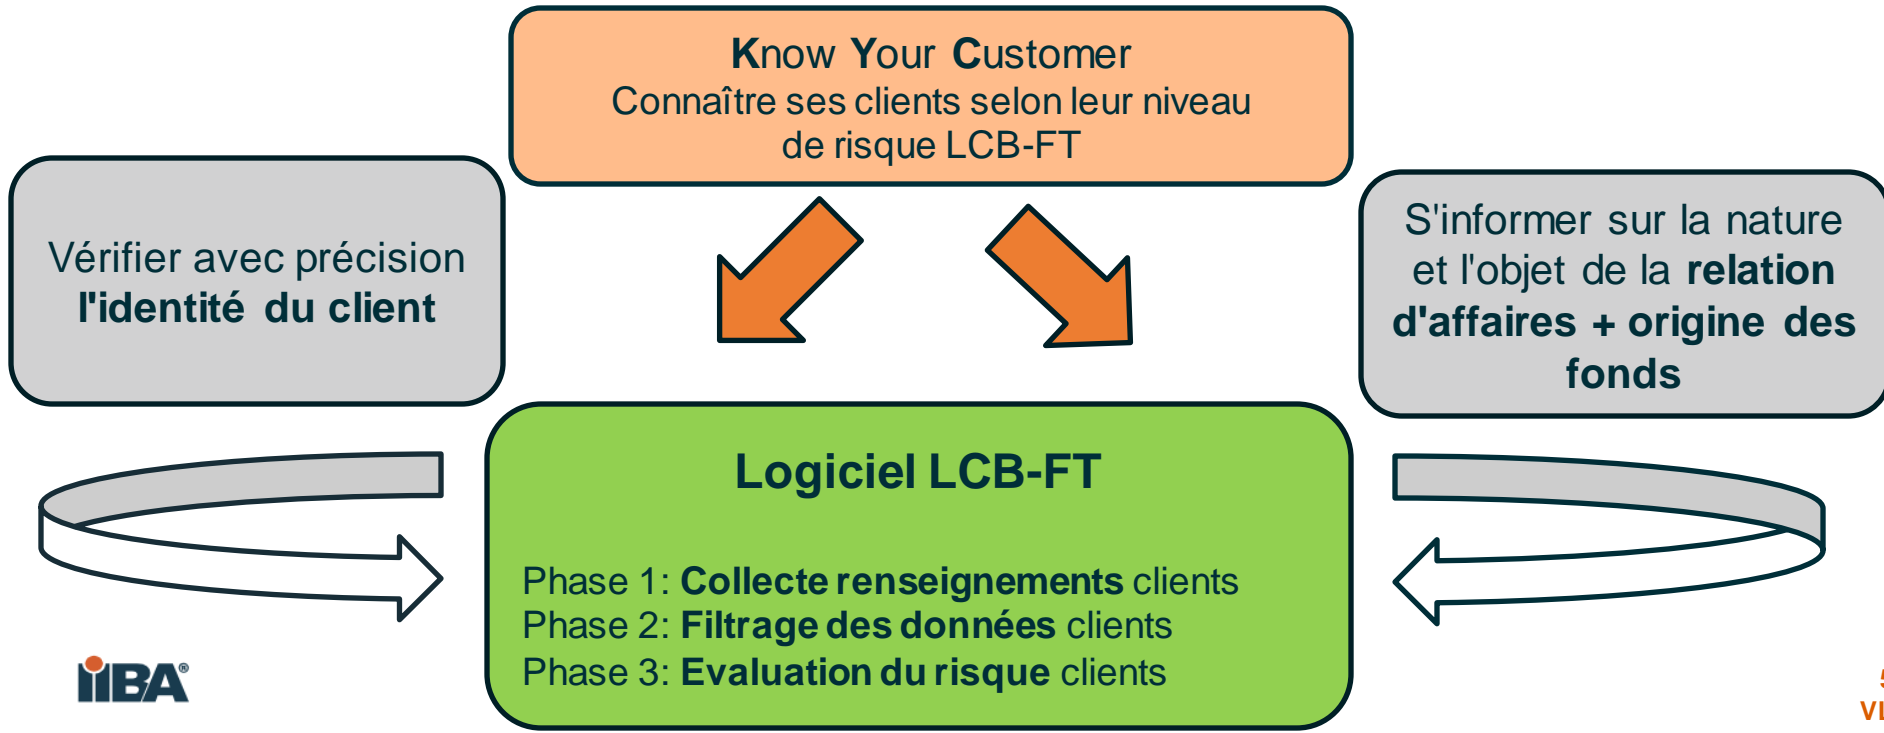 Know Your Customer
Connaître ses clients selon leur niveau
de risque LCB-FT
Vérifier avec précision
l'identité du client
S'informer sur la nature
et l'objet de la relation
d'affaires + origine des
fonds
Logiciel LCB-FT
Phase 1: Collecte renseignements clients
Phase 2: Filtrage des données clients
Phase 3: Evaluation du risque clients
iiBA®